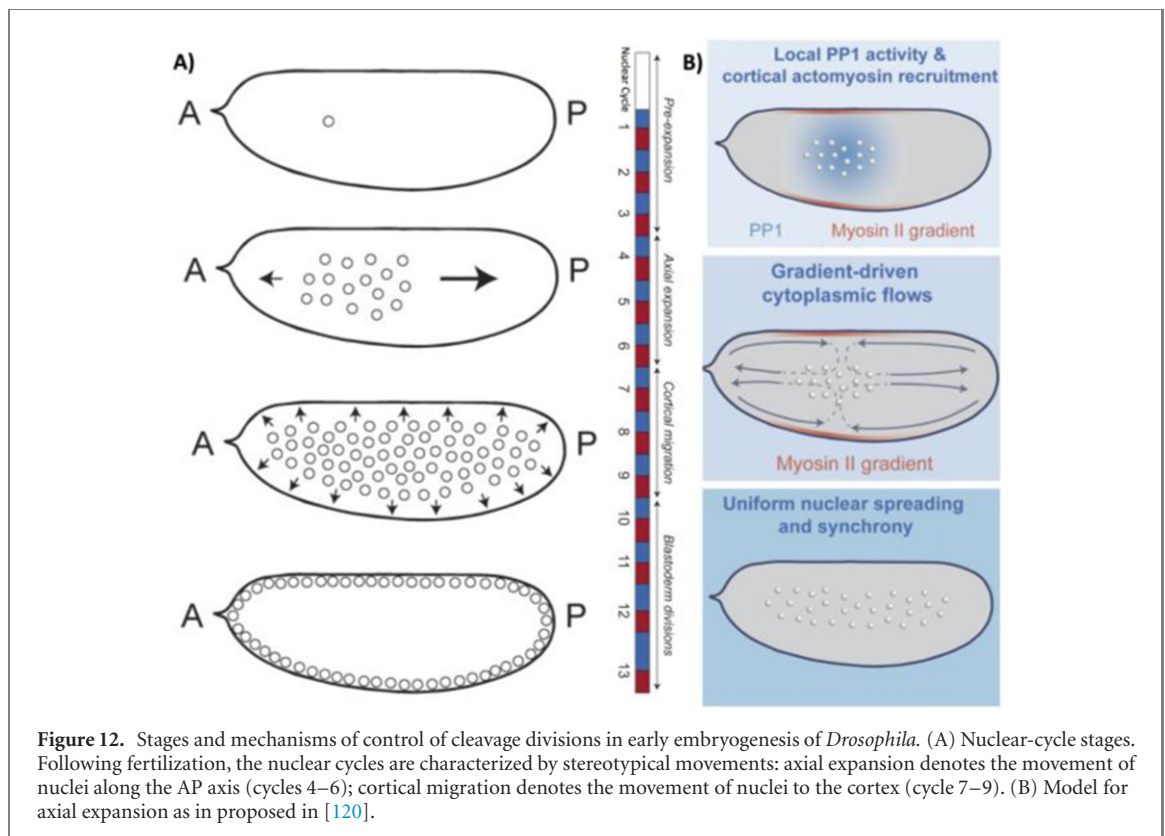 A)
A
P
A
P
A
P
A
P
Nuclear Cycle
1
2
3
4
5
6
7
8
9
10
11
12
13
Pre-expansion
Axial expansion
Cortical migration
Blastoderm divisions
B)
Local PP1 activity &
cortical actomyosin recruitment
PP1 Myosin II gradient
Gradient-driven
cytoplasmic flows
Myosin II gradient
Uniform nuclear spreading
and synchrony
Figure 12. Stages and mechanisms of control of cleavage divisions in early embryogenesis of Drosophila. (A) Nuclear-cycle stages.
Following fertilization, the nuclear cycles are characterized by stereotypical movements: axial expansion denotes the movement of
nuclei along the AP axis (cycles 4–6); cortical migration denotes the movement of nuclei to the cortex (cycle 7–9). (B) Model for
axial expansion as in proposed in [120].